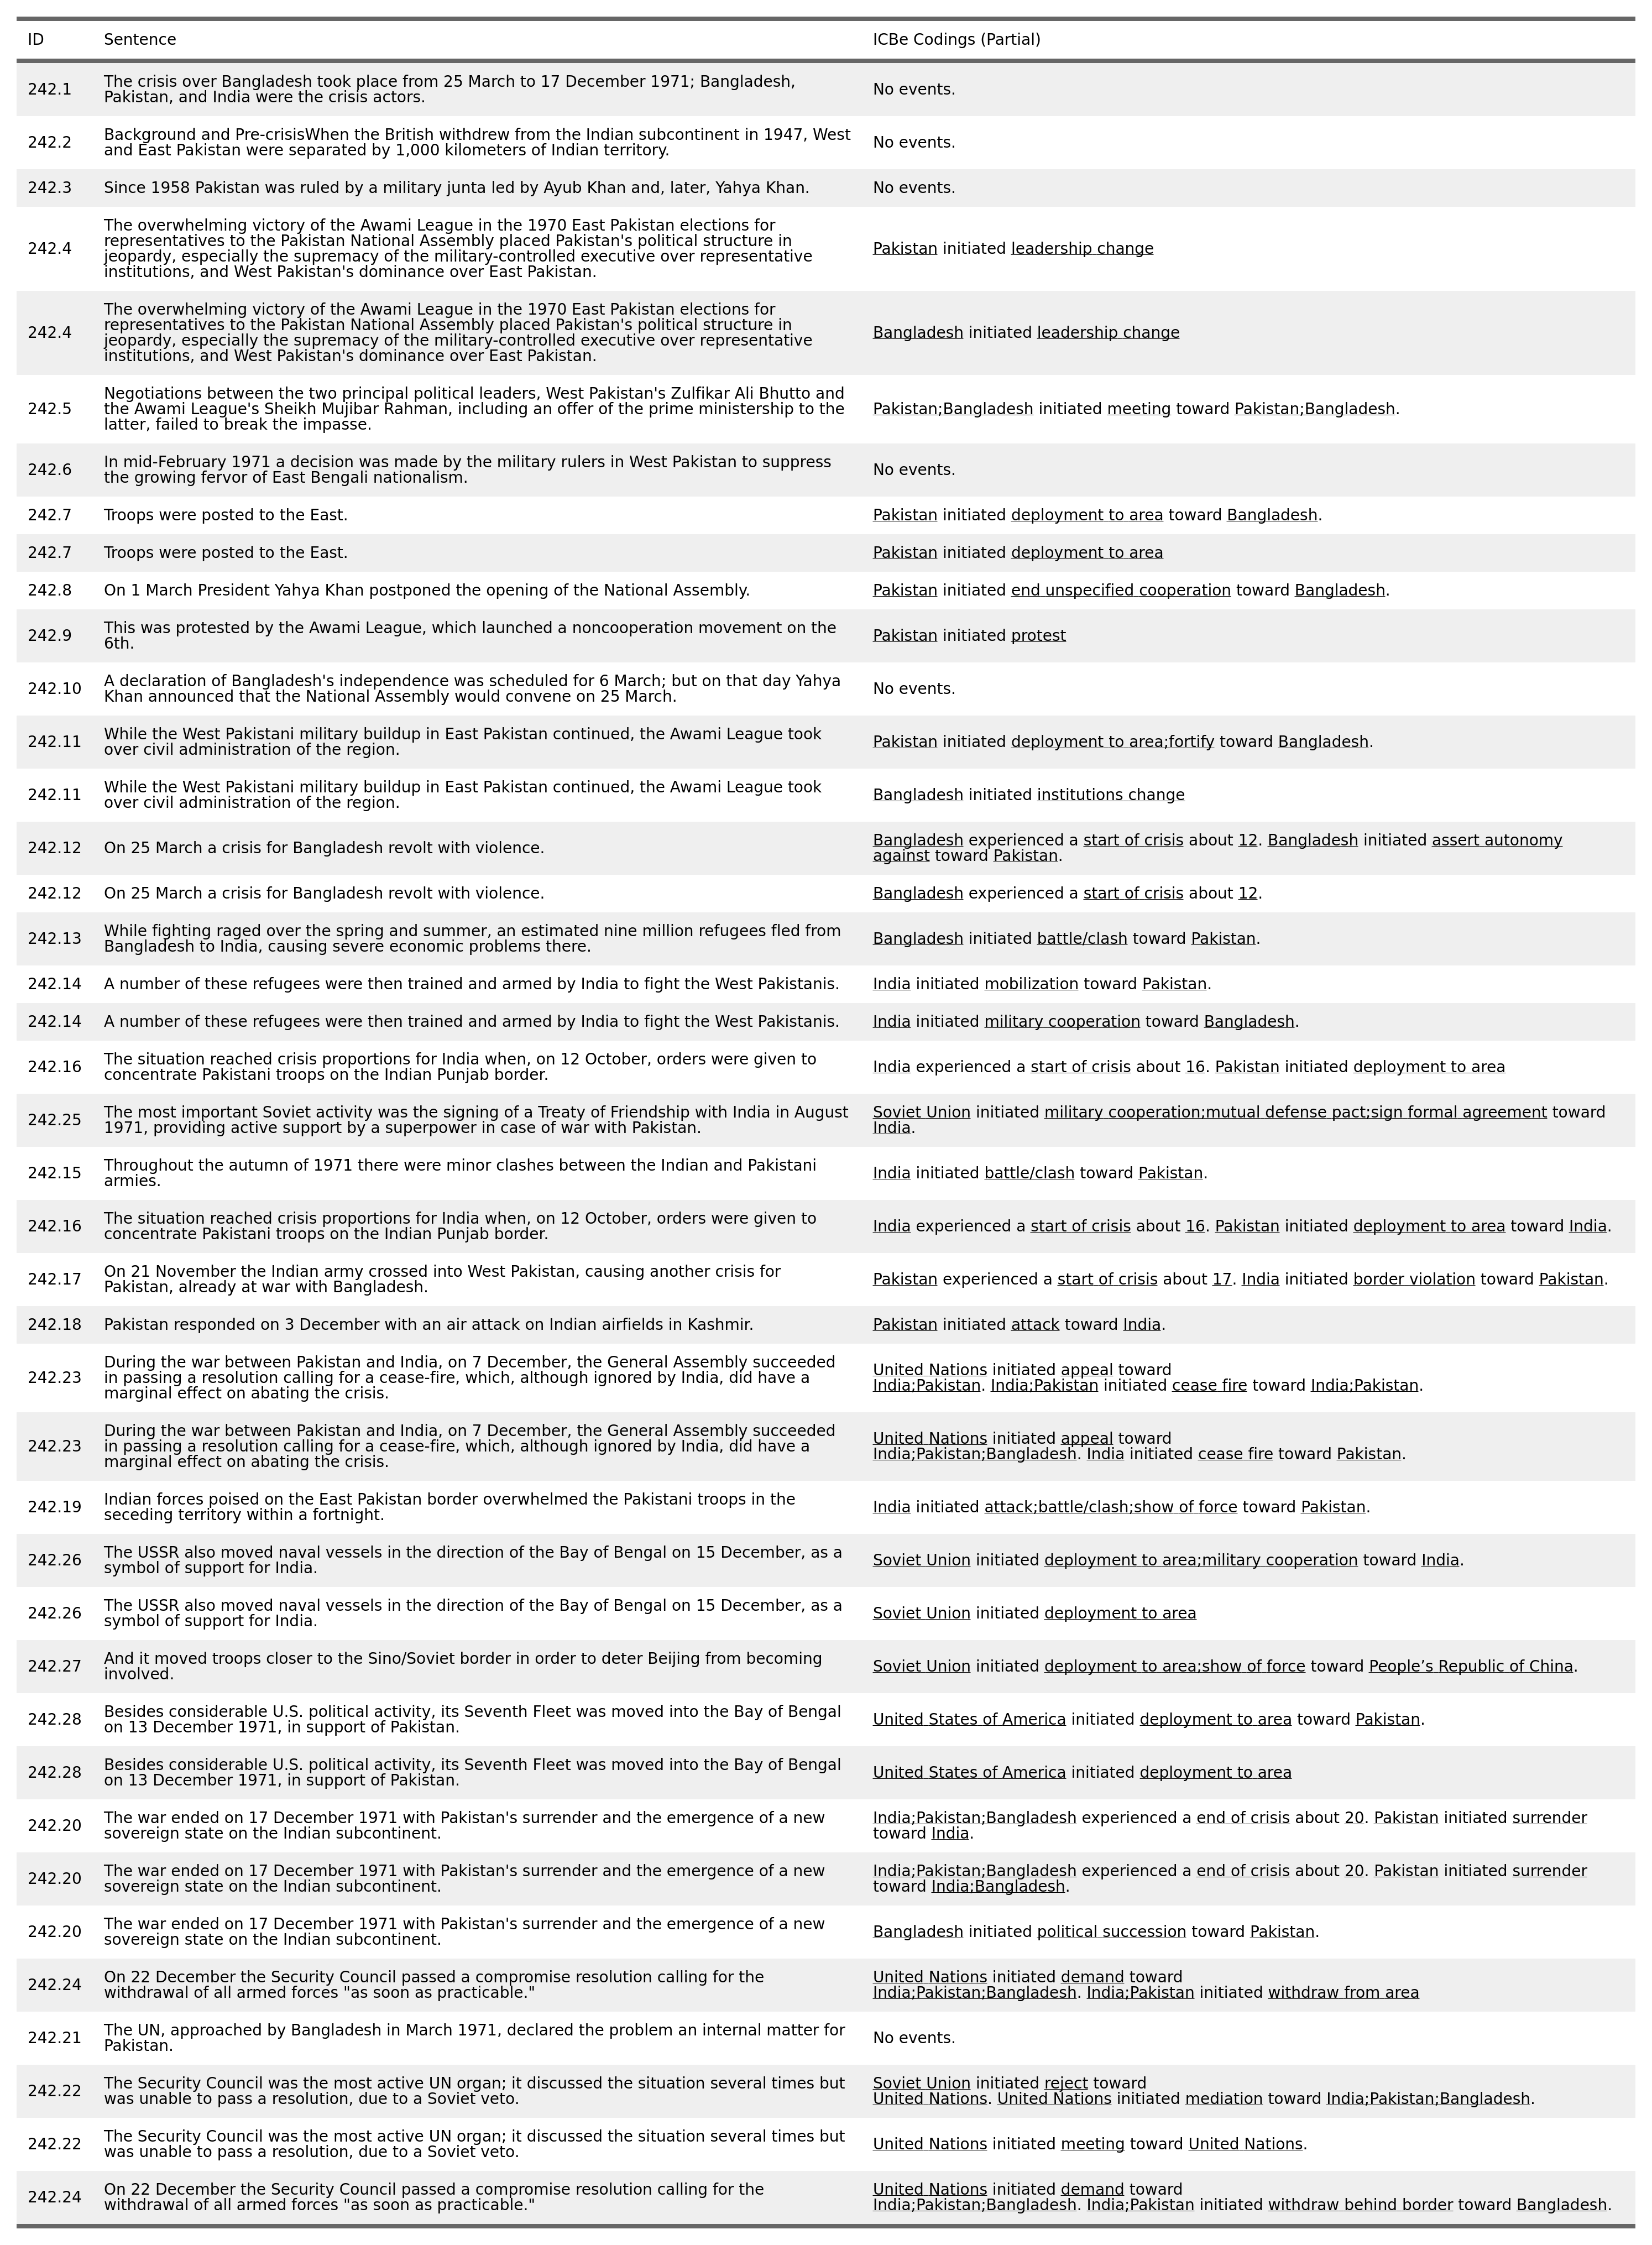 ID Sentence ICBe Codings (Partial)
242.1 The crisis over Bangladesh took place from 25 March to 17 December 1971; Bangladesh,
Pakistan, and India were the crisis actors. No events.
242.2 Background and Pre-crisisWhen the British withdrew from the Indian subcontinent in 1947, West
and East Pakistan were separated by 1,000 kilometers of Indian territory. No events.
242.3 Since 1958 Pakistan was ruled by a military junta led by Ayub Khan and, later, Yahya Khan. No events.
242.4 The overwhelming victory of the Awami League in the 1970 East Pakistan elections for
representatives to the Pakistan National Assembly placed Pakistan's political structure in
jeopardy, especially the supremacy of the military-controlled executive over representative
institutions, and West Pakistan's dominance over East Pakistan. Pakistan initiated leadership change
242.4 The overwhelming victory of the Awami League in the 1970 East Pakistan elections for
representatives to the Pakistan National Assembly placed Pakistan's political structure in
jeopardy, especially the supremacy of the military-controlled executive over representative
institutions, and West Pakistan's dominance over East Pakistan. Bangladesh initiated leadership change
242.5 Negotiations between the two principal political leaders, West Pakistan's Zulfikar Ali Bhutto and
the Awami League's Sheikh Mujibar Rahman, including an offer of the prime ministership to the
latter, failed to break the impasse. Pakistan;Bangladesh initiated meeting toward Pakistan;Bangladesh.
242.6 In mid-February 1971 a decision was made by the military rulers in West Pakistan to suppress
the growing fervor of East Bengali nationalism. No events.
242.7 Troops were posted to the East. Pakistan initiated deployment to area toward Bangladesh.
242.7 Troops were posted to the East. Pakistan initiated deployment to area
242.8 On 1 March President Yahya Khan postponed the opening of the National Assembly. Pakistan initiated end unspecified cooperation toward Bangladesh.
242.9 This was protested by the Awami League, which launched a noncooperation movement on the
6th. Pakistan initiated protest
242.10 A declaration of Bangladesh's independence was scheduled for 6 March; but on that day Yahya
Khan announced that the National Assembly would convene on 25 March. No events.
242.11 While the West Pakistani military buildup in East Pakistan continued, the Awami League took
over civil administration of the region. Pakistan initiated deployment to area;fortify toward Bangladesh.
242.11 While the West Pakistani military buildup in East Pakistan continued, the Awami League took
over civil administration of the region. Bangladesh initiated institutions change
242.12 On 25 March a crisis for Bangladesh revolt with violence. Bangladesh experienced a start of crisis about 12. Bangladesh initiated assert autonomy
against toward Pakistan.
242.12 On 25 March a crisis for Bangladesh revolt with violence. Bangladesh experienced a start of crisis about 12.
242.13 While fighting raged over the spring and summer, an estimated nine million refugees fled from
Bangladesh to India, causing severe economic problems there. Bangladesh initiated battle/clash toward Pakistan.
242.14 A number of these refugees were then trained and armed by India to fight the West Pakistanis. India initiated mobilization toward Pakistan.
242.14 A number of these refugees were then trained and armed by India to fight the West Pakistanis. India initiated military cooperation toward Bangladesh.
242.16 The situation reached crisis proportions for India when, on 12 October, orders were given to
concentrate Pakistani troops on the Indian Punjab border. India experienced a start of crisis about 16. Pakistan initiated deployment to area
242.25 The most important Soviet activity was the signing of a Treaty of Friendship with India in August
1971, providing active support by a superpower in case of war with Pakistan. Soviet Union initiated military cooperation;mutual defense pact;sign formal agreement toward
India.
242.15 Throughout the autumn of 1971 there were minor clashes between the Indian and Pakistani
armies. India initiated battle/clash toward Pakistan.
242.16 The situation reached crisis proportions for India when, on 12 October, orders were given to
concentrate Pakistani troops on the Indian Punjab border. India experienced a start of crisis about 16. Pakistan initiated deployment to area toward India.
242.17 On 21 November the Indian army crossed into West Pakistan, causing another crisis for
Pakistan, already at war with Bangladesh. Pakistan experienced a start of crisis about 17. India initiated border violation toward Pakistan.
242.18 Pakistan responded on 3 December with an air attack on Indian airfields in Kashmir. Pakistan initiated attack toward India.
242.23 During the war between Pakistan and India, on 7 December, the General Assembly succeeded
in passing a resolution calling for a cease-fire, which, although ignored by India, did have a
marginal effect on abating the crisis. United Nations initiated appeal toward
India;Pakistan. India;Pakistan initiated cease fire toward India;Pakistan.
242.23 During the war between Pakistan and India, on 7 December, the General Assembly succeeded
in passing a resolution calling for a cease-fire, which, although ignored by India, did have a
marginal effect on abating the crisis. United Nations initiated appeal toward
India;Pakistan;Bangladesh. India initiated cease fire toward Pakistan.
242.19 Indian forces poised on the East Pakistan border overwhelmed the Pakistani troops in the
seceding territory within a fortnight. India initiated attack;battle/clash;show of force toward Pakistan.
242.26 The USSR also moved naval vessels in the direction of the Bay of Bengal on 15 December, as a
symbol of support for India. Soviet Union initiated deployment to area;military cooperation toward India.
242.26 The USSR also moved naval vessels in the direction of the Bay of Bengal on 15 December, as a
symbol of support for India. Soviet Union initiated deployment to area
242.27 And it moved troops closer to the Sino/Soviet border in order to deter Beijing from becoming
involved. Soviet Union initiated deployment to area;show of force toward People’s Republic of China.
242.28 Besides considerable U.S. political activity, its Seventh Fleet was moved into the Bay of Bengal
on 13 December 1971, in support of Pakistan. United States of America initiated deployment to area toward Pakistan.
242.28 Besides considerable U.S. political activity, its Seventh Fleet was moved into the Bay of Bengal
on 13 December 1971, in support of Pakistan. United States of America initiated deployment to area
242.20 The war ended on 17 December 1971 with Pakistan's surrender and the emergence of a new
sovereign state on the Indian subcontinent. India;Pakistan;Bangladesh experienced a end of crisis about 20. Pakistan initiated surrender
toward India.
242.20 The war ended on 17 December 1971 with Pakistan's surrender and the emergence of a new
sovereign state on the Indian subcontinent. India;Pakistan;Bangladesh experienced a end of crisis about 20. Pakistan initiated surrender
toward India;Bangladesh.
242.20 The war ended on 17 December 1971 with Pakistan's surrender and the emergence of a new
sovereign state on the Indian subcontinent. Bangladesh initiated political succession toward Pakistan.
242.24 On 22 December the Security Council passed a compromise resolution calling for the
withdrawal of all armed forces "as soon as practicable." United Nations initiated demand toward
India;Pakistan;Bangladesh. India;Pakistan initiated withdraw from area
242.21 The UN, approached by Bangladesh in March 1971, declared the problem an internal matter for
Pakistan. No events.
242.22 The Security Council was the most active UN organ; it discussed the situation several times but
was unable to pass a resolution, due to a Soviet veto. Soviet Union initiated reject toward
United Nations. United Nations initiated mediation toward India;Pakistan;Bangladesh.
242.22 The Security Council was the most active UN organ; it discussed the situation several times but
was unable to pass a resolution, due to a Soviet veto. United Nations initiated meeting toward United Nations.
242.24 On 22 December the Security Council passed a compromise resolution calling for the
withdrawal of all armed forces "as soon as practicable." United Nations initiated demand toward
India;Pakistan;Bangladesh. India;Pakistan initiated withdraw behind border toward Bangladesh.